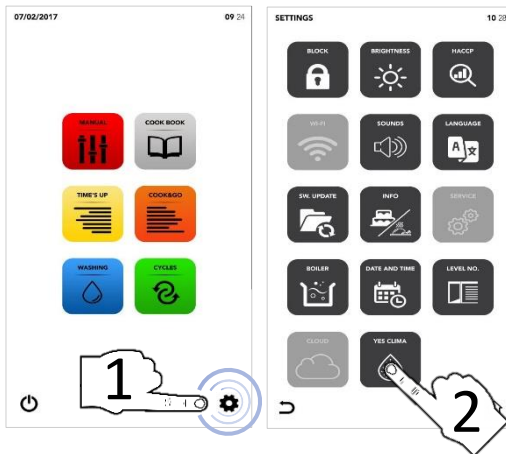 07/02/2017 09 24
MANUAL COOK BOOK
TIME'S UP COOK&GO
WASHING CYCLES
1
SETTINGS 10 28
BLOCK BRIGHTNESS HACCP
WI-FI SOUNDS LANGUAGE
A 文
SW. UPDATE INFO SERVICE
BOILER DATE AND TIME LEVEL NO.
CLOUD YES CLIMA
2